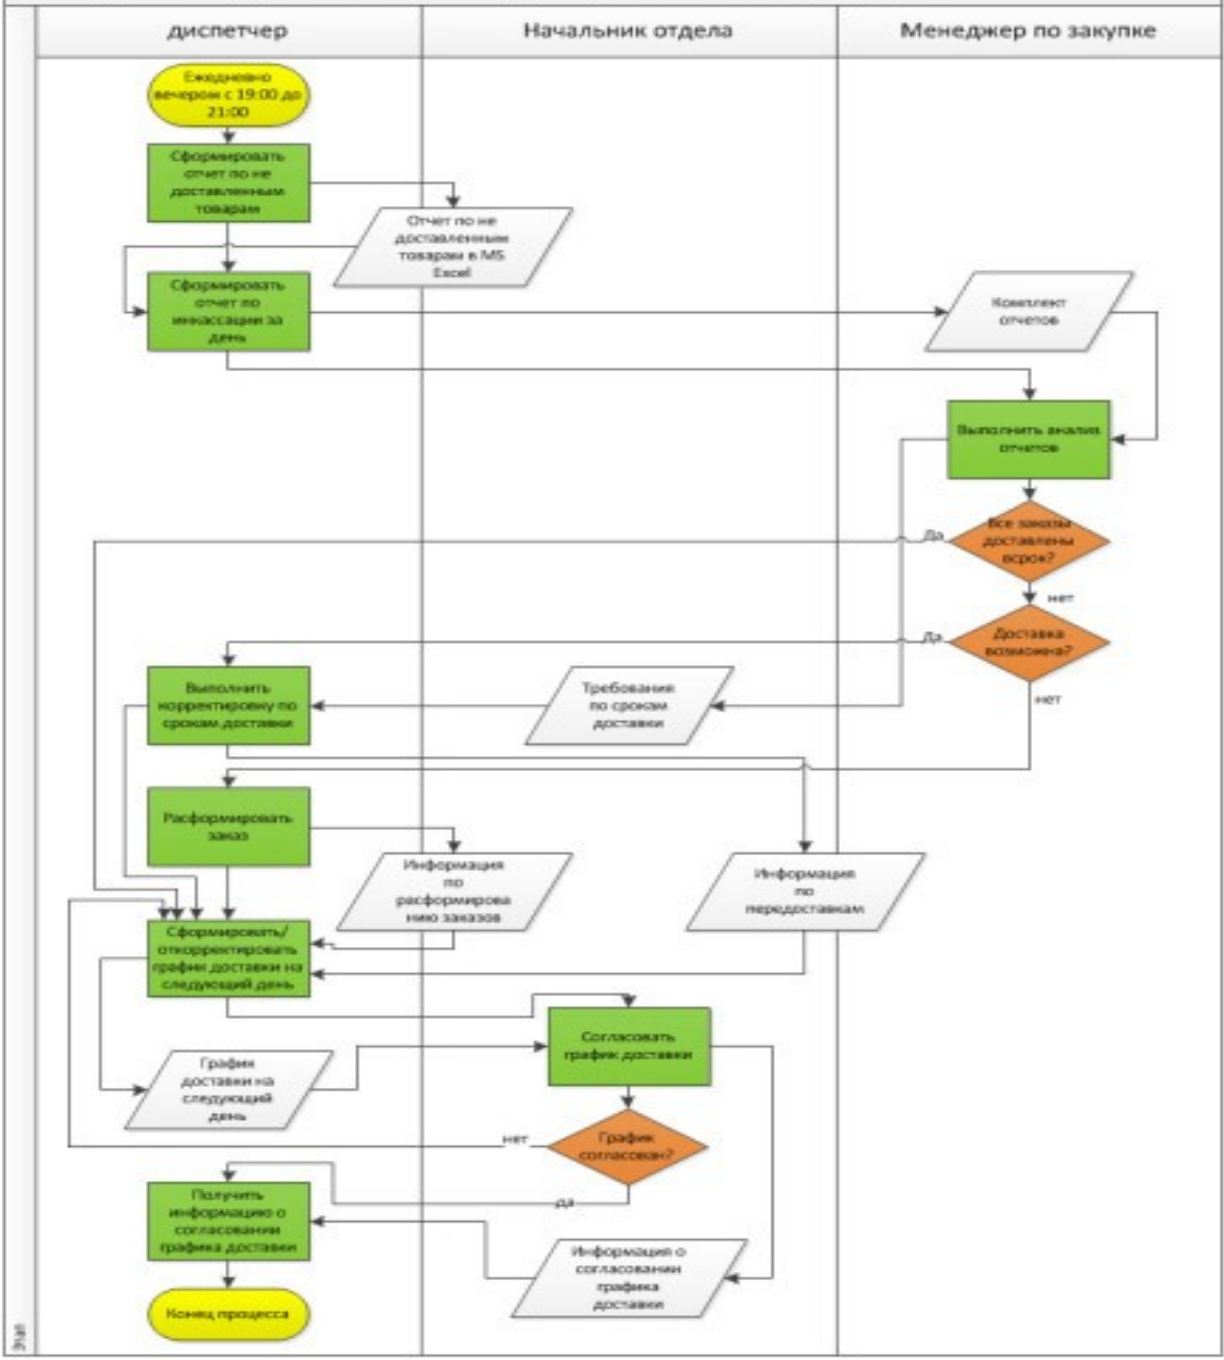 диспетчер
Начальник отдела
Менеджер по закупке
Ежедневно
вечером с 19:00 до
21:00
Сформировать
отчет по не
доставленным
товарам
Отчет по не
доставленным
товарам в MS
Excel
Сформировать
отчет по
инкассации за
день
Комплект
отчетов
Выполнить анализ
отчетов
Все заказы
доставлены
всрок?
Да
нет
Доставка
возможна?
Да
нет
Выполнить
корректировку по
срокам доставки
Требования
по срокам
доставки
Расформировать
заказ
Информация
по
расформирова
нию заказов
Информация
по
передоставкам
Сформировать/
откорректировать
график доставки на
следующий день
Согласовать
график доставки
График
доставки на
следующий
день
нет
График
согласован?
да
Получить
информацию о
согласовании
графика доставки
Информация о
согласовании
графика
доставки
Конец процесса
Этап